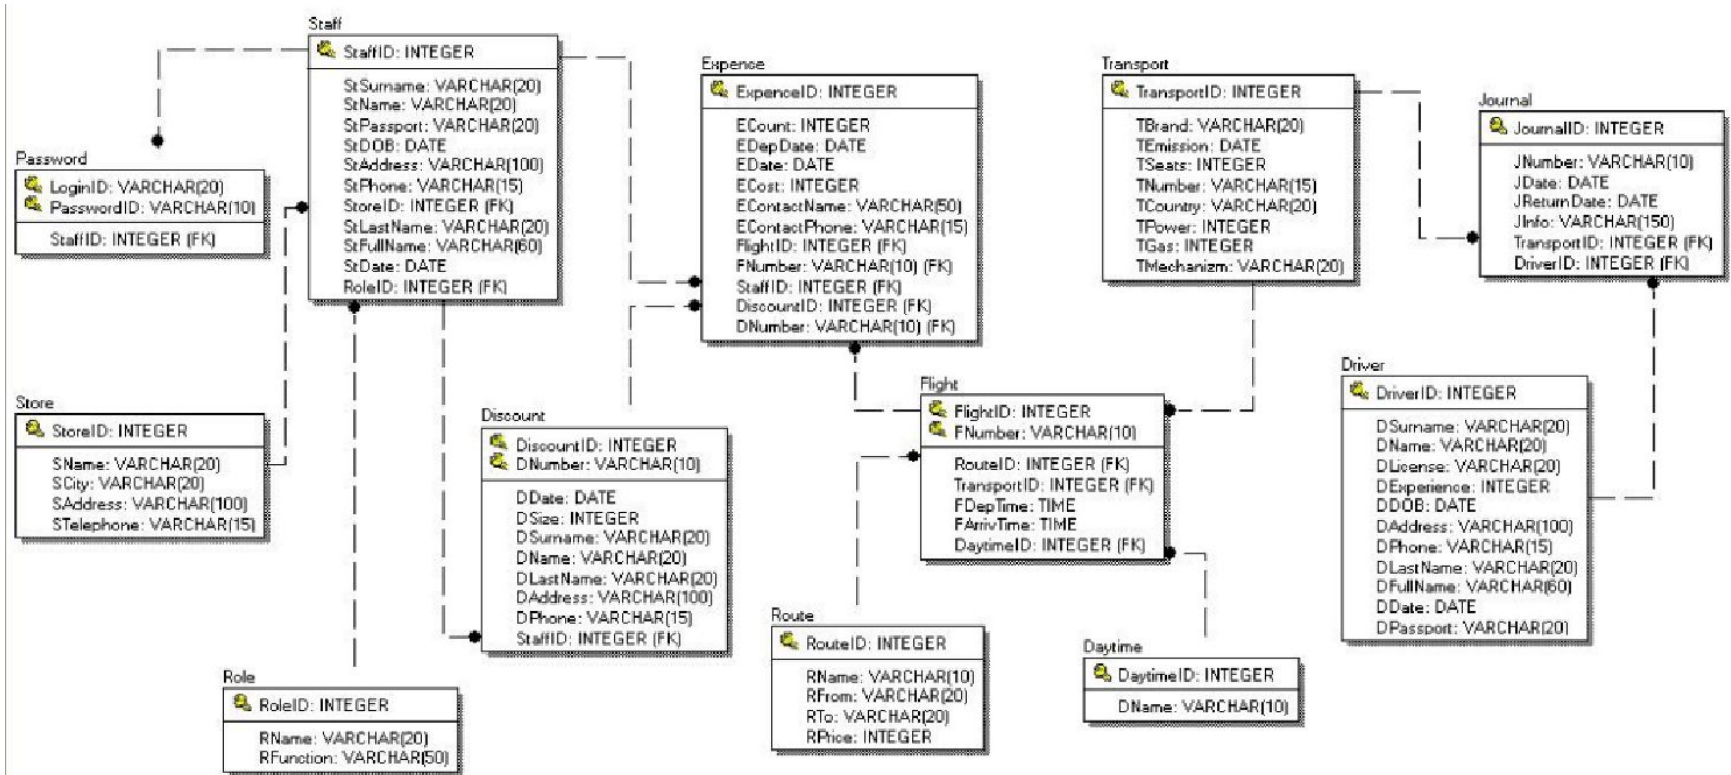 Staff
StaffID: INTEGER
StSurname: VARCHAR(20)
StName: VARCHAR(20)
StPassport: VARCHAR(20)
StDOB: DATE
StAddress: VARCHAR(100)
StPhone: VARCHAR(15)
StoreID: INTEGER (FK)
StLastName: VARCHAR(20)
StFullName: VARCHAR(60)
StDate: DATE
RoleID: INTEGER (FK)
Expense
ExpenceID: INTEGER
ECount: INTEGER
EDepDate: DATE
EDate: DATE
ECost: INTEGER
EContactName: VARCHAR(50)
EContactPhone: VARCHAR(15)
FlightID: INTEGER (FK)
FNumber: VARCHAR(10) (FK)
StaffID: INTEGER (FK)
DiscountID: INTEGER (FK)
DNumber: VARCHAR(10) (FK)
Transport
TransportID: INTEGER
TBrand: VARCHAR(20)
TEmission: DATE
TSeats: INTEGER
TNumber: VARCHAR(15)
TCountry: VARCHAR(20)
TPower: INTEGER
TGas: INTEGER
TMechanizm: VARCHAR(20)
Journal
JournalID: INTEGER
JNumber: VARCHAR(10)
JDate: DATE
JReturnDate: DATE
JInfo: VARCHAR(150)
TransportID: INTEGER (FK)
DriverID: INTEGER (FK)
Password
LoginID: VARCHAR(20)
PasswordID: VARCHAR(10)
StaffID: INTEGER (FK)
Store
StoreID: INTEGER
SName: VARCHAR(20)
SCity: VARCHAR(20)
SAddress: VARCHAR(100)
STelephone: VARCHAR(15)
Discount
DiscountID: INTEGER
DNumber: VARCHAR(10)
DDate: DATE
DSize: INTEGER
DSurname: VARCHAR(20)
DName: VARCHAR(20)
DLastName: VARCHAR(20)
DAddress: VARCHAR(100)
DPhone: VARCHAR(15)
StaffID: INTEGER (FK)
Flight
FlightID: INTEGER
FNumber: VARCHAR(10)
RouteID: INTEGER (FK)
TransportID: INTEGER (FK)
FDepTime: TIME
FArrivTime: TIME
DaytimeID: INTEGER (FK)
Driver
DriverID: INTEGER
DSurname: VARCHAR(20)
DName: VARCHAR(20)
DLicense: VARCHAR(20)
DExperience: INTEGER
DDOB: DATE
DAddress: VARCHAR(100)
DPhone: VARCHAR(15)
DLastName: VARCHAR(20)
DFullName: VARCHAR(60)
DDate: DATE
DPassport: VARCHAR(20)
Role
RoleID: INTEGER
RName: VARCHAR(20)
RFunction: VARCHAR(50)
Route
RouteID: INTEGER
RName: VARCHAR(10)
RFrom: VARCHAR(20)
RTo: VARCHAR(20)
RPrice: INTEGER
Daytime
DaytimeID: INTEGER
DName: VARCHAR(10)